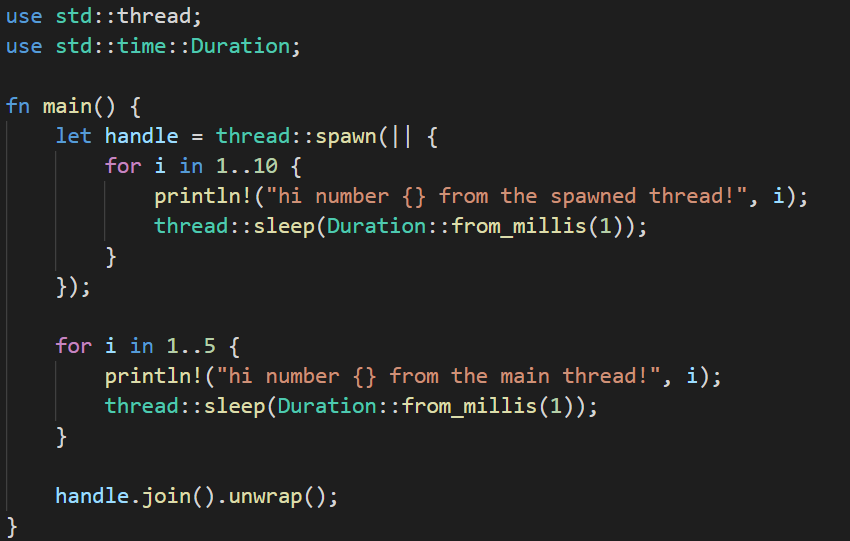 use std::thread;
use std::time::Duration;

fn main() {
    let handle = thread::spawn(|| {
        for i in 1..10 {
            println!("hi number {} from the spawned thread!", i);
            thread::sleep(Duration::from_millis(1));
        }
    });

    for i in 1..5 {
        println!("hi number {} from the main thread!", i);
        thread::sleep(Duration::from_millis(1));
    }

    handle.join().unwrap();
}